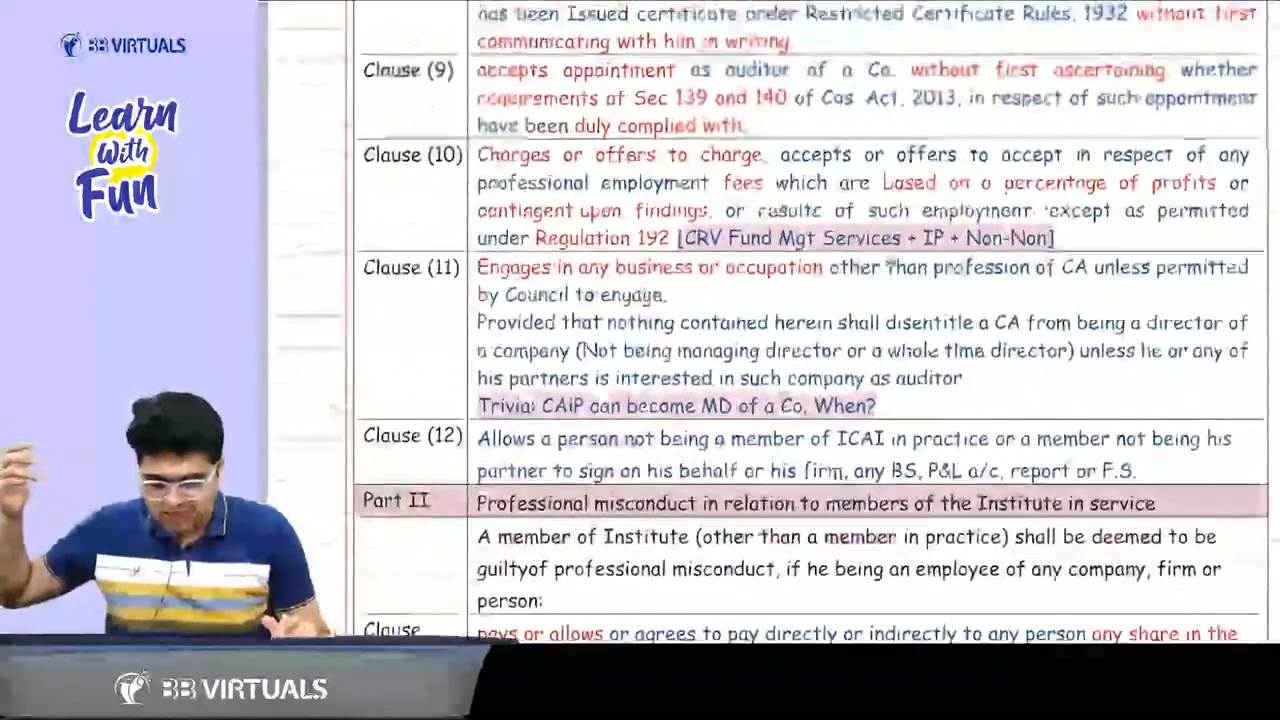 BB VIRTUALS
Learn
With
Fun
has been Issued certificate under Restricted Certificate Rules, 1932 without first
communicating with him in writing.
Clause (9)
accepts appointment as auditor of a Co. without first ascertaining whether
requirements of Sec 139 and 140 of Cos Act, 2013, in respect of such appointment
have been duly complied with.
Clause (10)
Charges or offers to charge, accepts or offers to accept in respect of any
professional employment fees which are based on a percentage of profits or
contingent upon findings, or results of such employment except as permitted
under Regulation 192 [CRV Fund Mgt Services + IP + Non-Non]
Clause (11)
Engages in any business or occupation other than profession of CA unless permitted
by Council to engage.
Provided that nothing contained herein shall disentitle a CA from being a director of
a company (Not being managing director or a whole time director) unless he or any of
his partners is interested in such company as auditor
Trivia: CAiP can become MD of a Co. When?
Clause (12)
Allows a person not being a member of ICAI in practice or a member not being his
partner to sign on his behalf or his firm, any BS, P&L a/c, report or F.S.
Part II
Professional misconduct in relation to members of the Institute in service
A member of Institute (other than a member in practice) shall be deemed to be
guiltyof professional misconduct, if he being an employee of any company, firm or
person:
Clause
pays or allows or agrees to pay directly or indirectly to any person any share in the
BB VIRTUALS